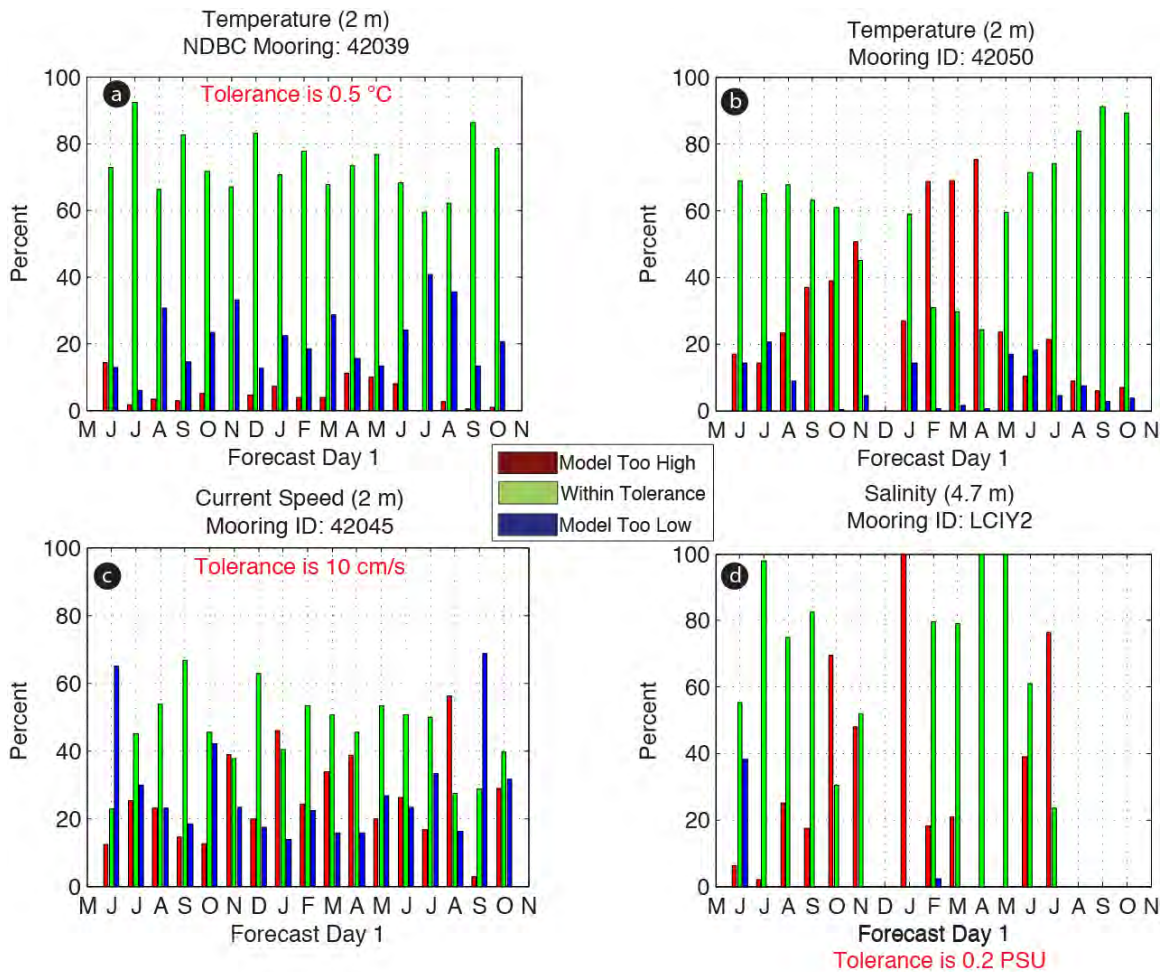 Temperature (2 m)
NDBC Mooring: 42039
a
Tolerance is 0.5 °C
100
80
60
40
20
0
Percent
M J J A S O N D J F M A M J J A S O N
Forecast Day 1
Temperature (2 m)
Mooring ID: 42050
b
100
80
60
40
20
0
Percent
M J J A S O N D J F M A M J J A S O N
Forecast Day 1
Model Too High
Within Tolerance
Model Too Low
Current Speed (2 m)
Mooring ID: 42045
c
Tolerance is 10 cm/s
100
80
60
40
20
0
Percent
M J J A S O N D J F M A M J J A S O N
Forecast Day 1
Salinity (4.7 m)
Mooring ID: LCIY2
d
100
80
60
40
20
0
Percent
M J J A S O N D J F M A M J J A S O N
Forecast Day 1
Tolerance is 0.2 PSU